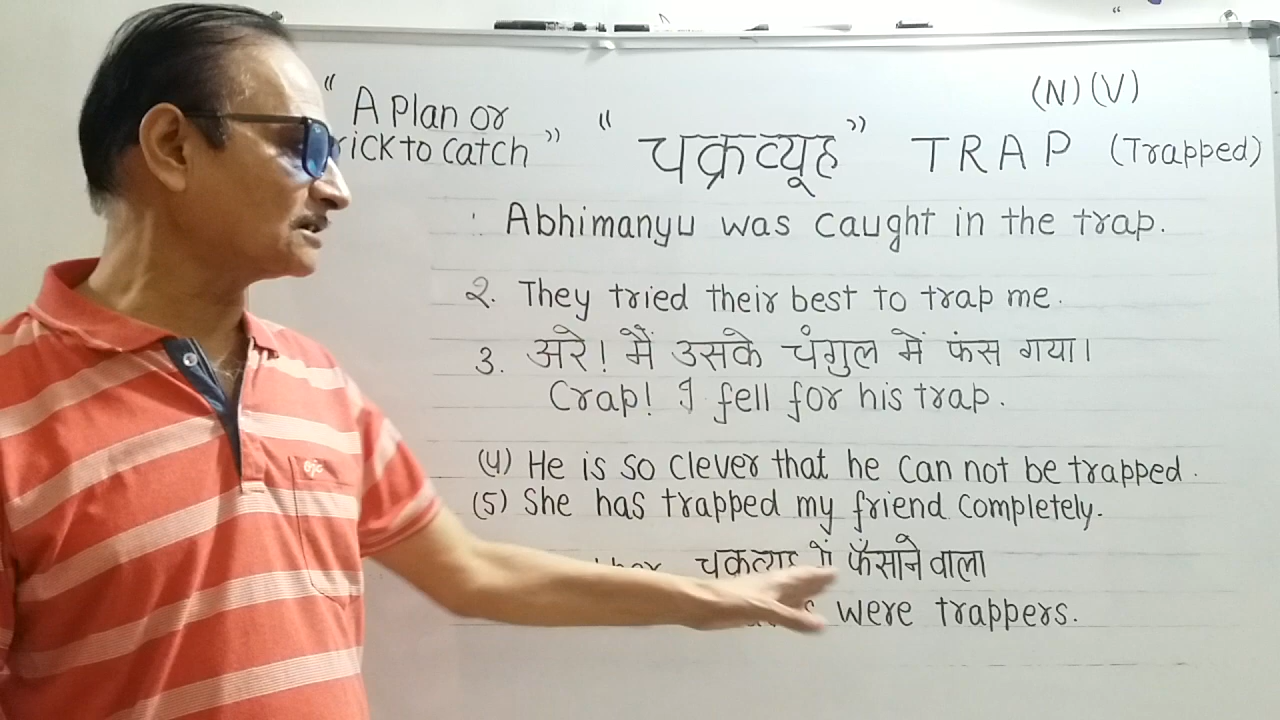 (N) (V)
" A Plan or
rick to catch " " चक्रव्यूह " TRAP (Trapped)
Abhimanyu was caught in the trap.
2. They tried their best to trap me.
3. अरे! मैं उसके चंगुल में फंस गया।
Crap! I fell for his trap.
(4) He is so clever that he can not be trapped.
(5) She has trapped my friend completely.
में फँसाने वाला
were trappers.